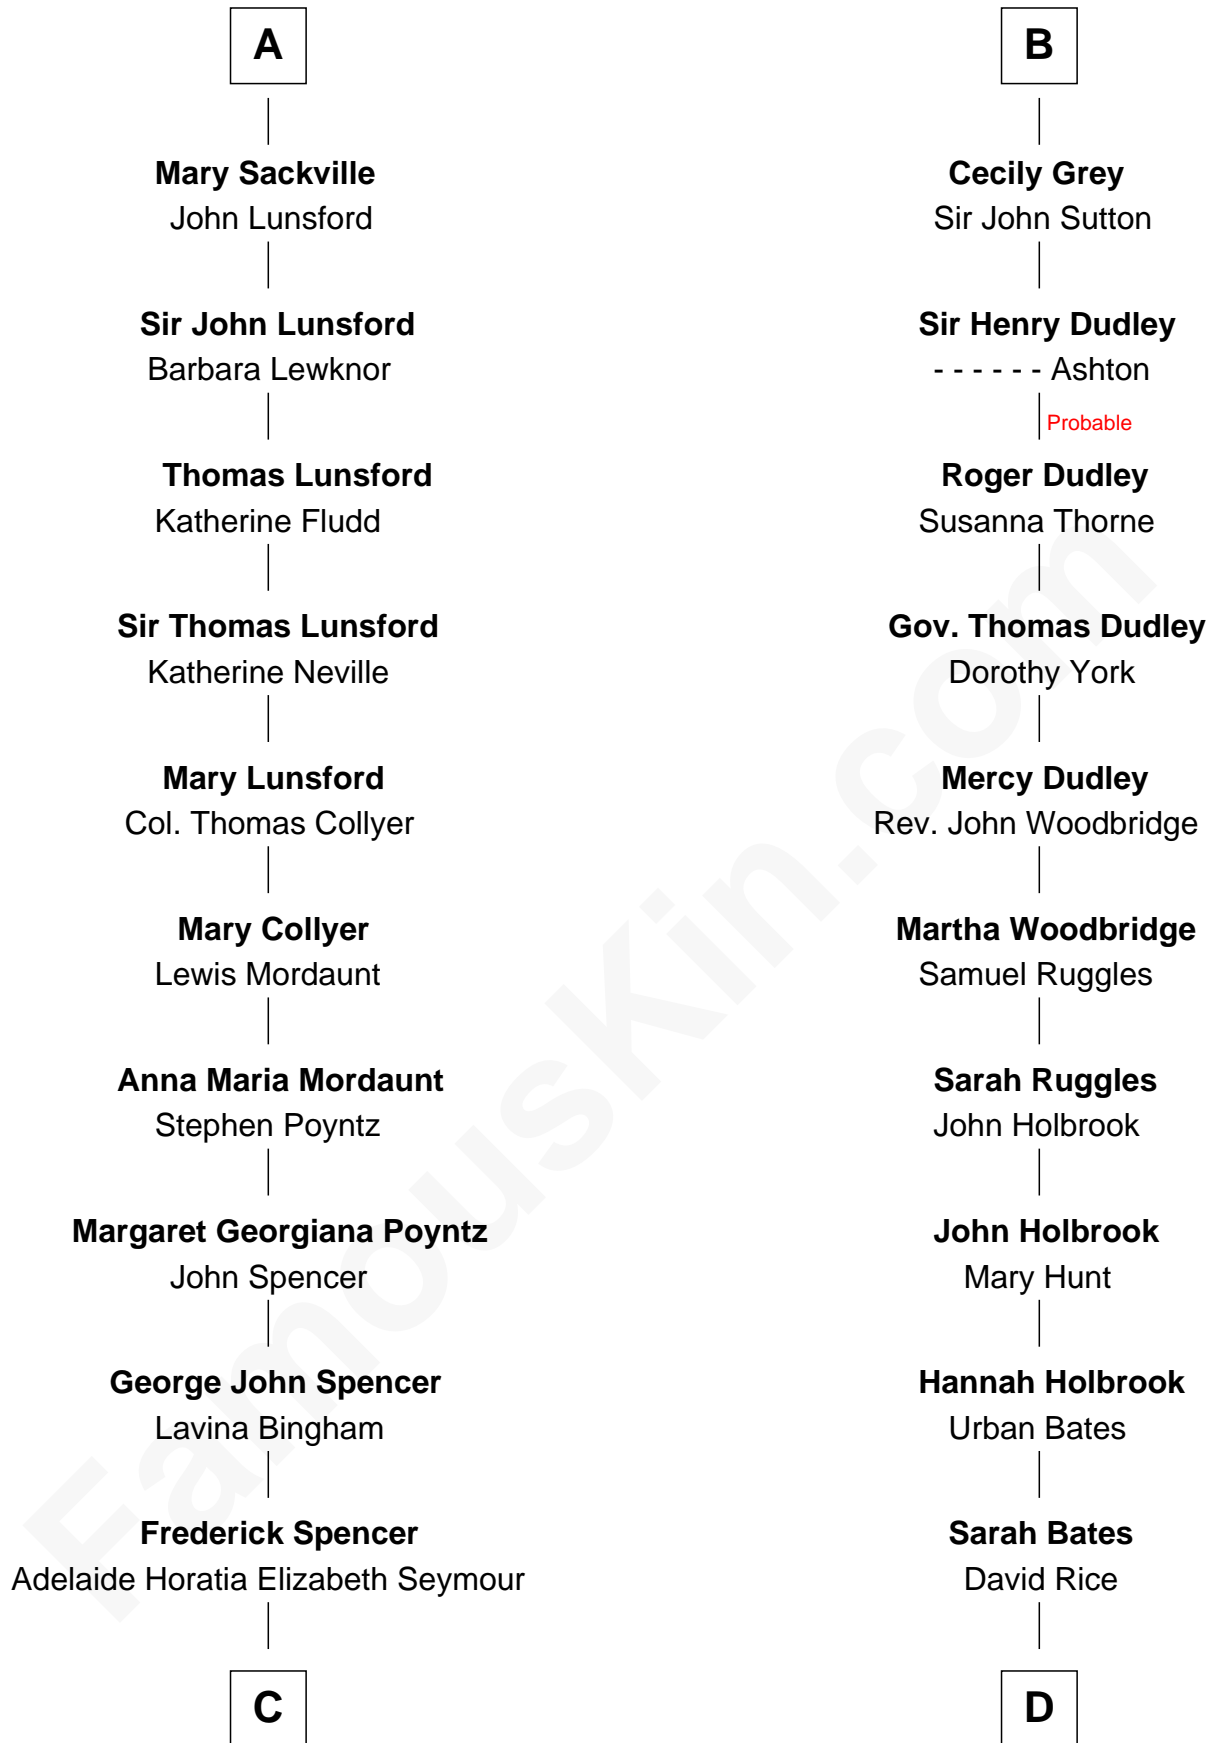 A
Mary Sackville
John Lunsford
Sir John Lunsford
Barbara Lewknor
Thomas Lunsford
Katherine Fludd
Sir Thomas Lunsford
Katherine Neville
Mary Lunsford
Col. Thomas Collyer
Mary Collyer
Lewis Mordaunt
Anna Maria Mordaunt
Stephen Poyntz
Margaret Georgiana Poyntz
John Spencer
George John Spencer
Lavina Bingham
Frederick Spencer
Adelaide Horatia Elizabeth Seymour
C
B
Cecily Grey
Sir John Sutton
Sir Henry Dudley
- - - - - - Ashton
Probable
Roger Dudley
Susanna Thorne
Gov. Thomas Dudley
Dorothy York
Mercy Dudley
Rev. John Woodbridge
Martha Woodbridge
Samuel Ruggles
Sarah Ruggles
John Holbrook
John Holbrook
Mary Hunt
Hannah Holbrook
Urban Bates
Sarah Bates
David Rice
D
FamousKin.com